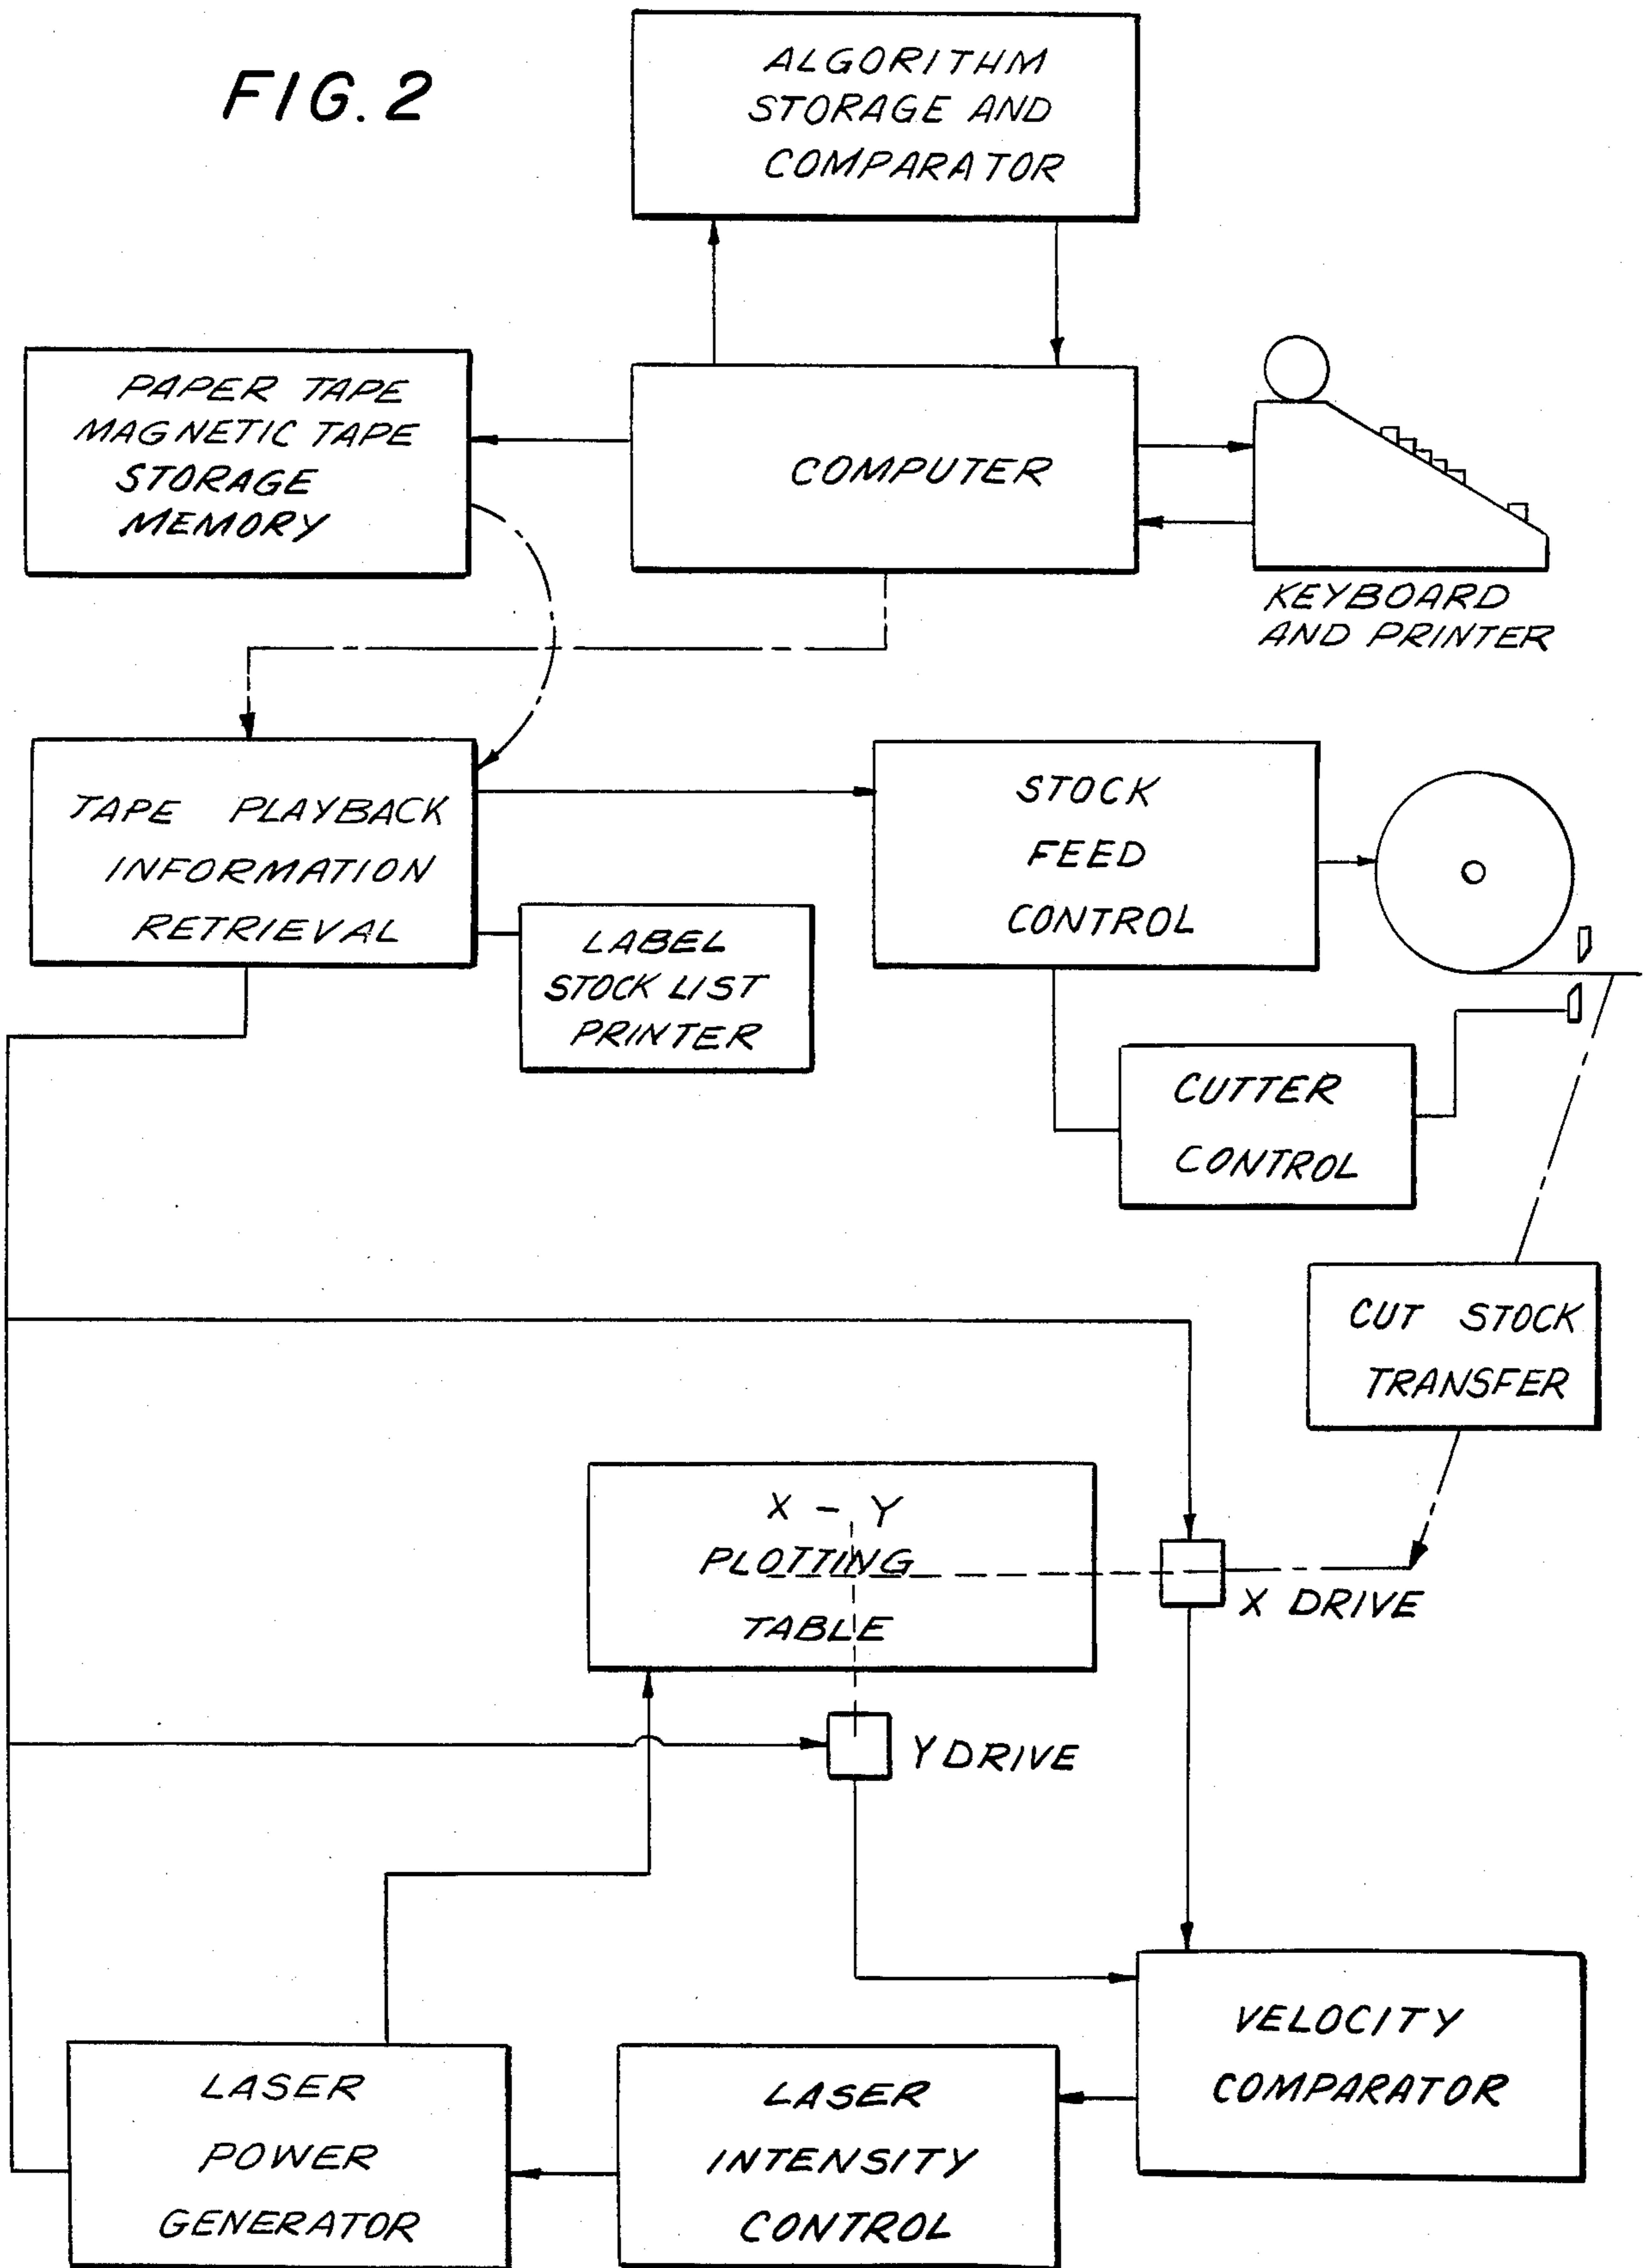 FIG. 2
ALGORITHM
STORAGE AND
COMPARATOR
PAPER TAPE
MAGNETIC TAPE
STORAGE
MEMORY
COMPUTER
KEYBOARD
AND PRINTER
TAPE PLAYBACK
INFORMATION
RETRIEVAL
STOCK
FEED
CONTROL
LABEL
STOCK LIST
PRINTER
CUTTER
CONTROL
CUT STOCK
TRANSFER
X - Y
PLOTTING
TABLE
X DRIVE
Y DRIVE
VELOCITY
COMPARATOR
LASER
INTENSITY
CONTROL
LASER
POWER
GENERATOR